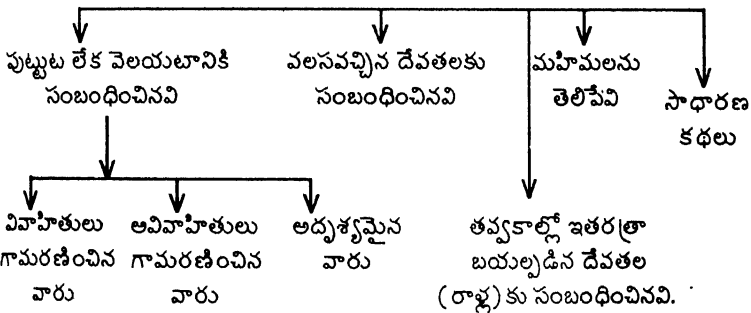 పుట్టుట లేక వెలయటానికి
సంబంధించినవి
వలసవచ్చిన దేవతలకు
సంబంధించినవి
మహిమలను
తెలిపేవి
సాధారణ
కథలు
వివాహితులు
గామరణించిన
వారు
అవివాహితులు
గామరణించిన
వారు
అదృశ్యమైన
వారు
తవ్వకాల్లో ఇతరత్రా
బయల్పడిన దేవతల
(రాళ్ల) కు సంబంధించినవి.